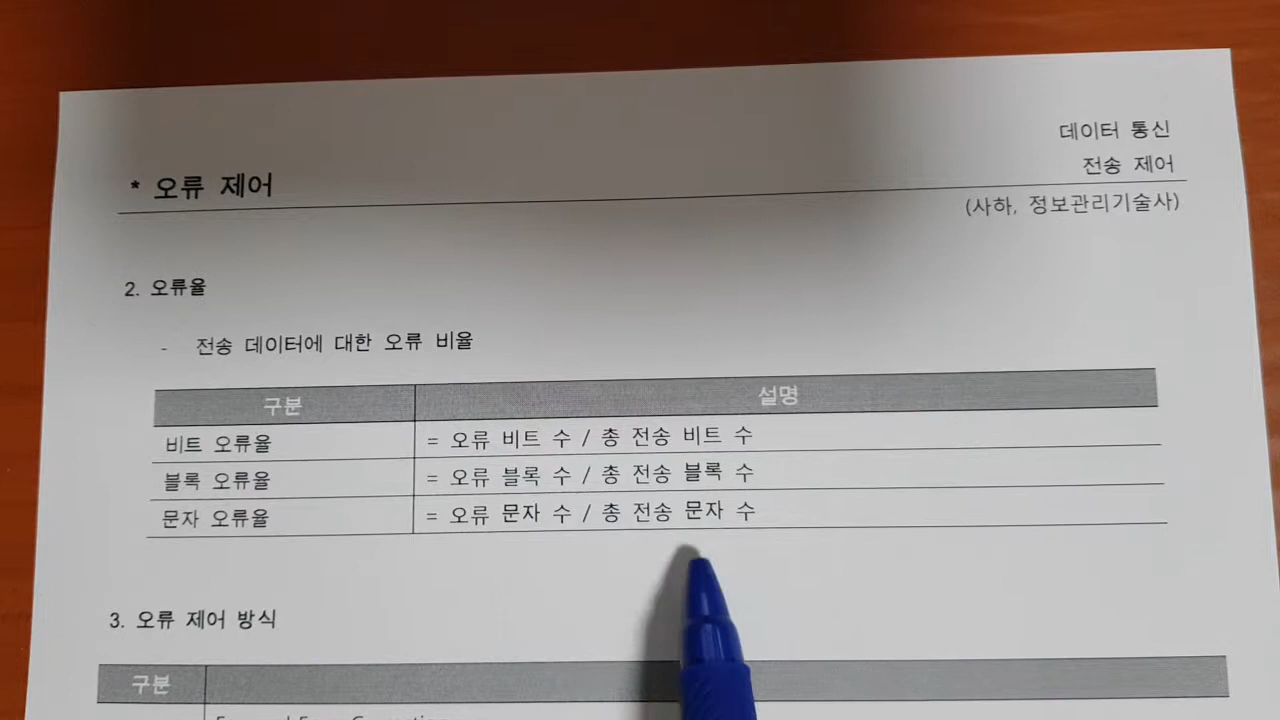 데이터 통신
* 오류 제어
전송 제어
(사하, 정보관리기술사)
2. 오류율
- 전송 데이터에 대한 오류 비율
구분 설명
비트 오류율 = 오류 비트 수 / 총 전송 비트 수
블록 오류율 = 오류 블록 수 / 총 전송 블록 수
문자 오류율 = 오류 문자 수 / 총 전송 문자 수
3. 오류 제어 방식
구분